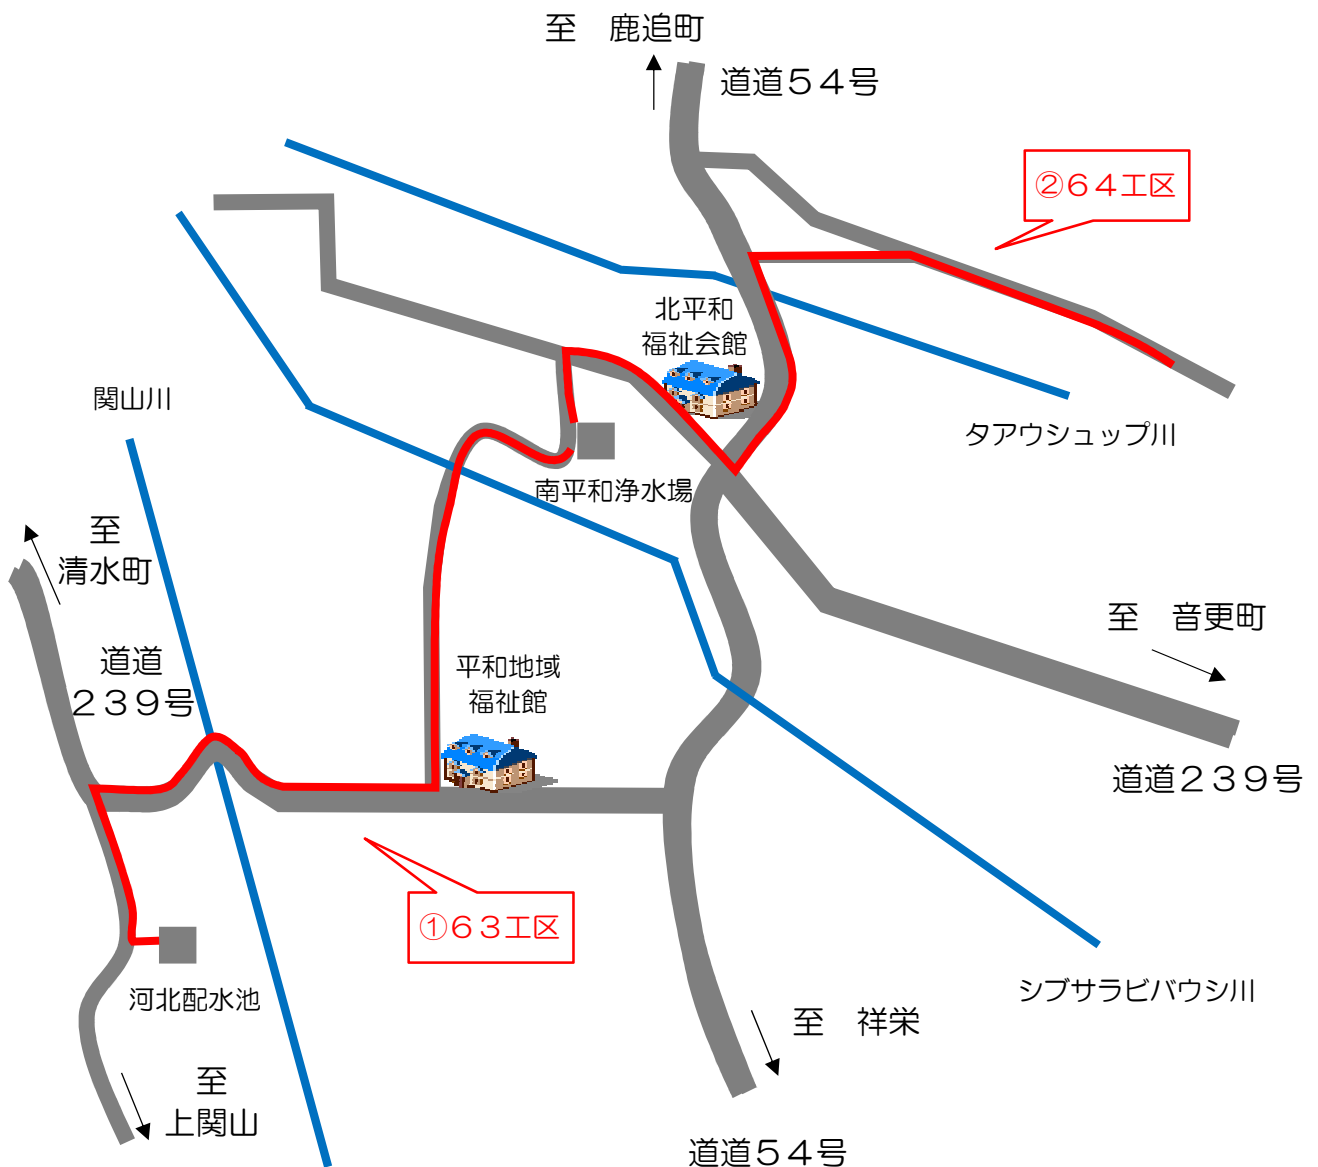 至　鹿追町
道道５４号
②６４工区
北平和
福祉会館
関山川
タアウシュップ川
南平和浄水場
至
清水町
至　音更町
道道
２３９号
平和地域
福祉館
道道２３９号
①６３工区
河北配水池
シブサラビバウシ川
至　祥栄
至
上関山
道道５４号